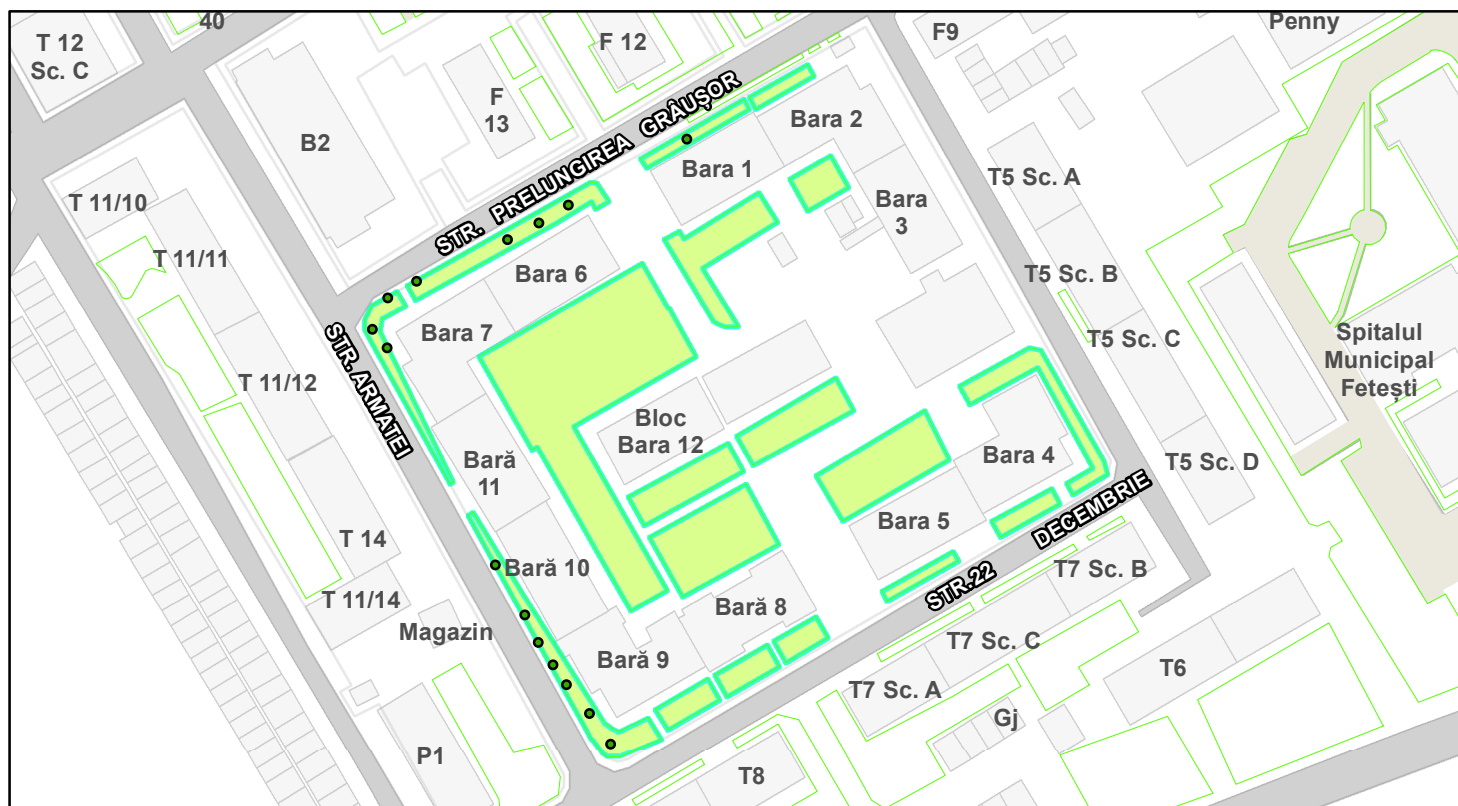 40
T 12
Sc. C
F 12
F9
Penny
F
13
B2
STR. PRELUNGIREA GRÂUȘOR
Bara 2
Bara 1
T5 Sc. A
T 11/10
Bara
3
T 11/11
Bara 6
T5 Sc. B
Bara 7
T5 Sc. C
Spitalul
Municipal
Fetești
STR. ARMATEI
T 11/12
Bloc
Bara 12
Bară
11
Bara 4
T5 Sc. D
Bara 5
STR.22 DECEMBRIE
T 14
Bară 10
T7 Sc. B
T 11/14
Bară 8
Magazin
T7 Sc. C
Bară 9
T6
T7 Sc. A
Gj
P1
T8